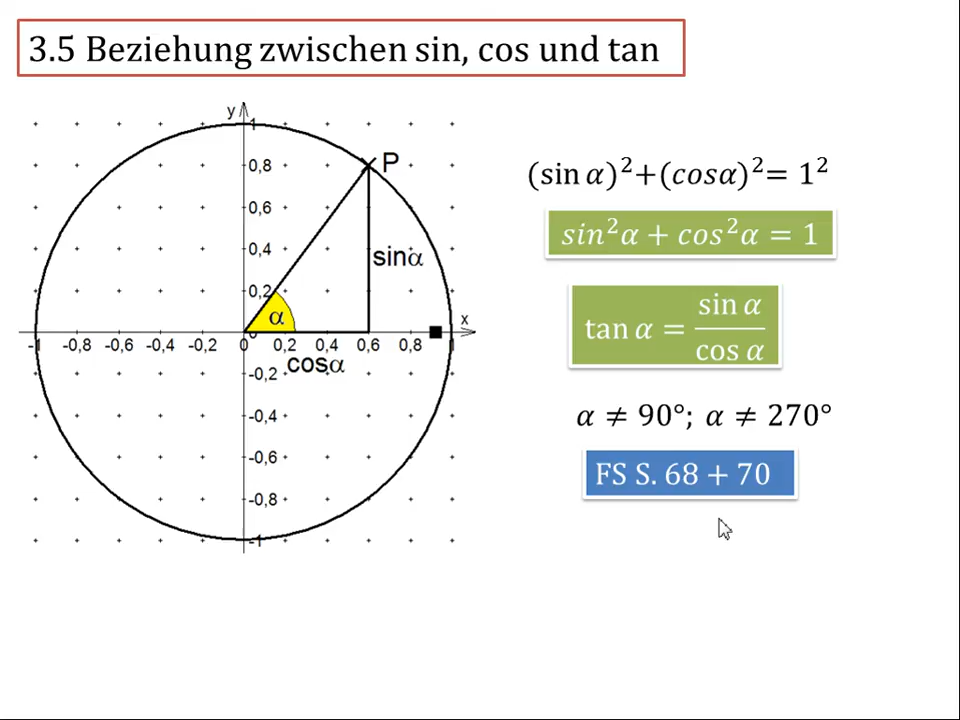 3.5 Beziehung zwischen sin, cos und tan
y
1
0,8
P
0,6
0,4
sinα
0,2
α
x
-1 -0,8 -0,6 -0,4 -0,2 0 0,2 0,4 0,6 0,8 1
cosα
-0,2
-0,4
-0,6
-0,8
-1
(sin α)²+(cosα)²= 1²
sin²α + cos²α = 1
tan α = sin α / cos α
α ≠ 90°; α ≠ 270°
FS S. 68 + 70